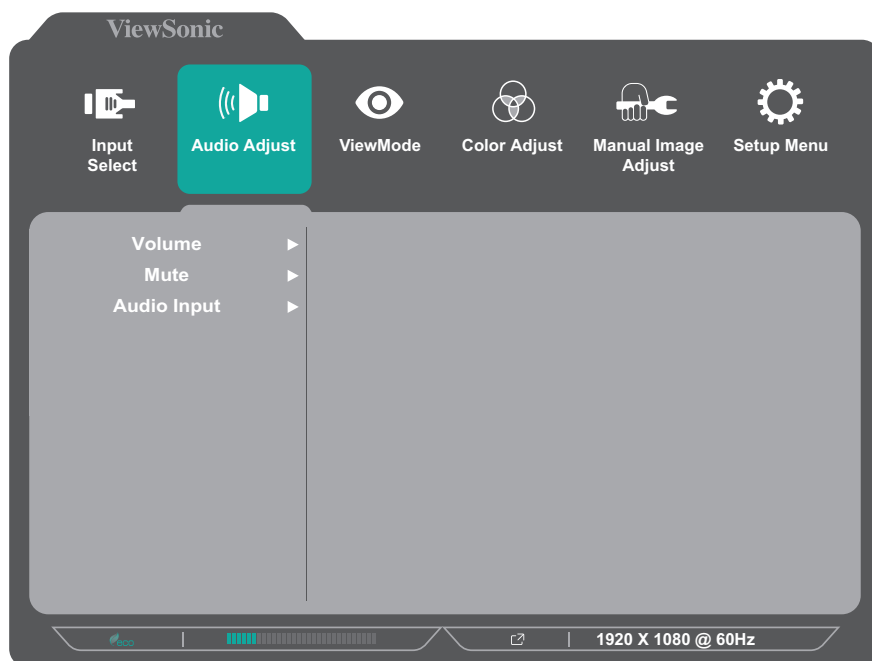 ViewSonic
Input Select
Audio Adjust
ViewMode
Color Adjust
Manual Image Adjust
Setup Menu
Volume
Mute
Audio Input
eco
1920 X 1080 @ 60Hz